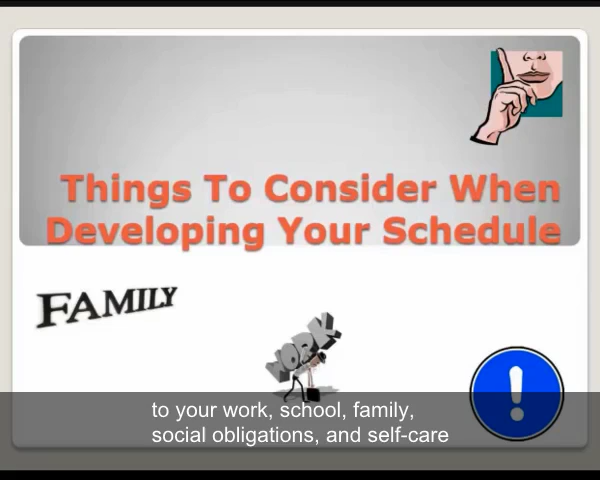 Things To Consider When
Developing Your Schedule
FAMILY
WORK
to your work, school, family,
social obligations, and self-care